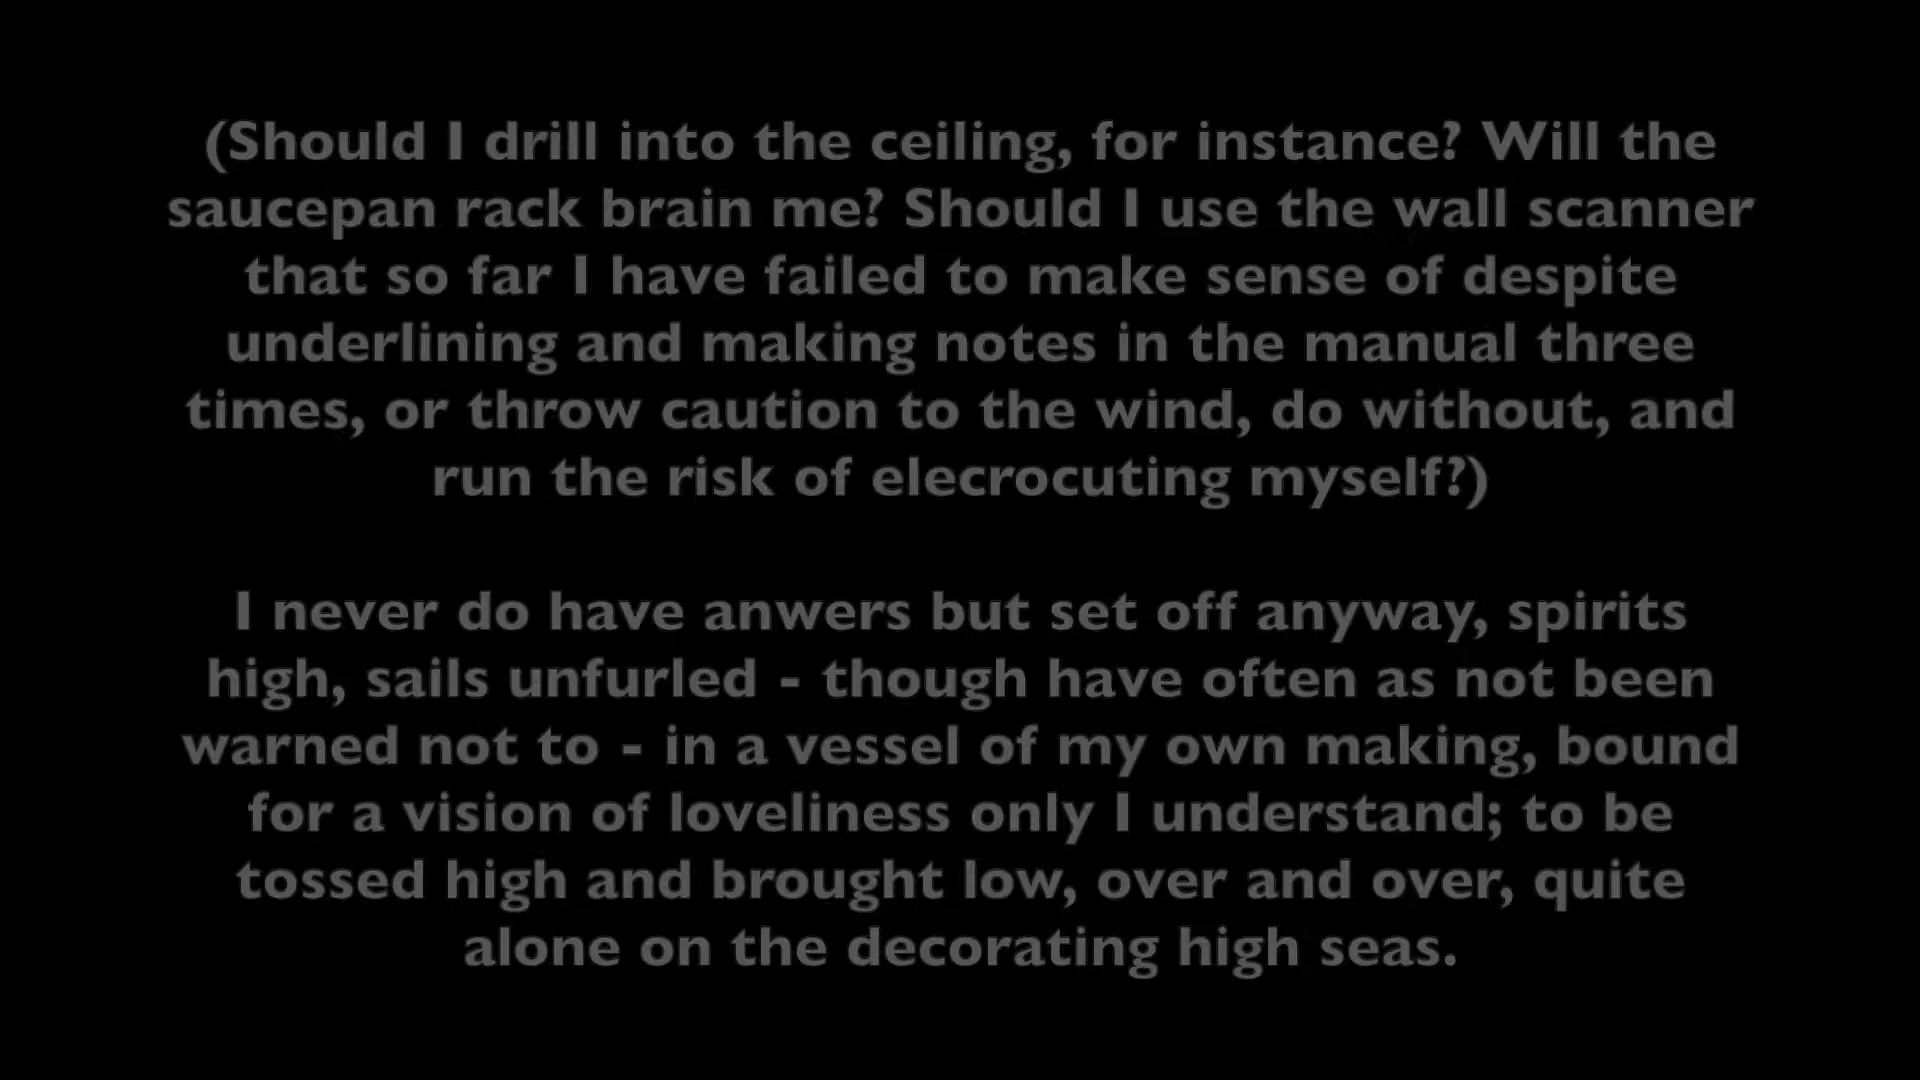 (Should I drill into the ceiling, for instance? Will the
saucepan rack brain me? Should I use the wall scanner
that so far I have failed to make sense of despite
underlining and making notes in the manual three
times, or throw caution to the wind, do without, and
run the risk of elecrocuting myself?)
I never do have anwers but set off anyway, spirits
high, sails unfurled - though have often as not been
warned not to - in a vessel of my own making, bound
for a vision of loveliness only I understand; to be
tossed high and brought low, over and over, quite
alone on the decorating high seas.